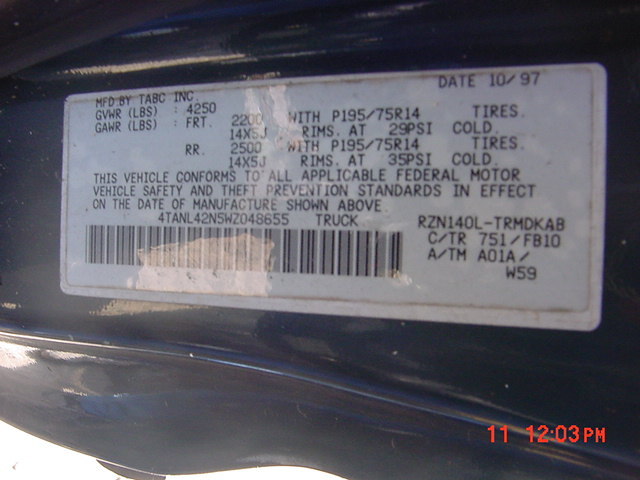 DATE 10/97
MFD BY TABC INC.
GVWR (LBS) : 4250
GAWR (LBS) : FRT. 2200 WITH P195/75R14 TIRES.
14X5J RIMS. AT 29PSI COLD.
RR. 2500 WITH P195/75R14 TIRES.
14X5J RIMS. AT 35PSI COLD.
THIS VEHICLE CONFORMS TO ALL APPLICABLE FEDERAL MOTOR
VEHICLE SAFETY AND THEFT PREVENTION STANDARDS IN EFFECT
ON THE DATE OF MANUFACTURE SHOWN ABOVE.
4TANL42N5WZ048655 TRUCK RZN140L-TRMDKAB
C/TR 751/FB10
A/TM A01A/
W59
11 12:03PM